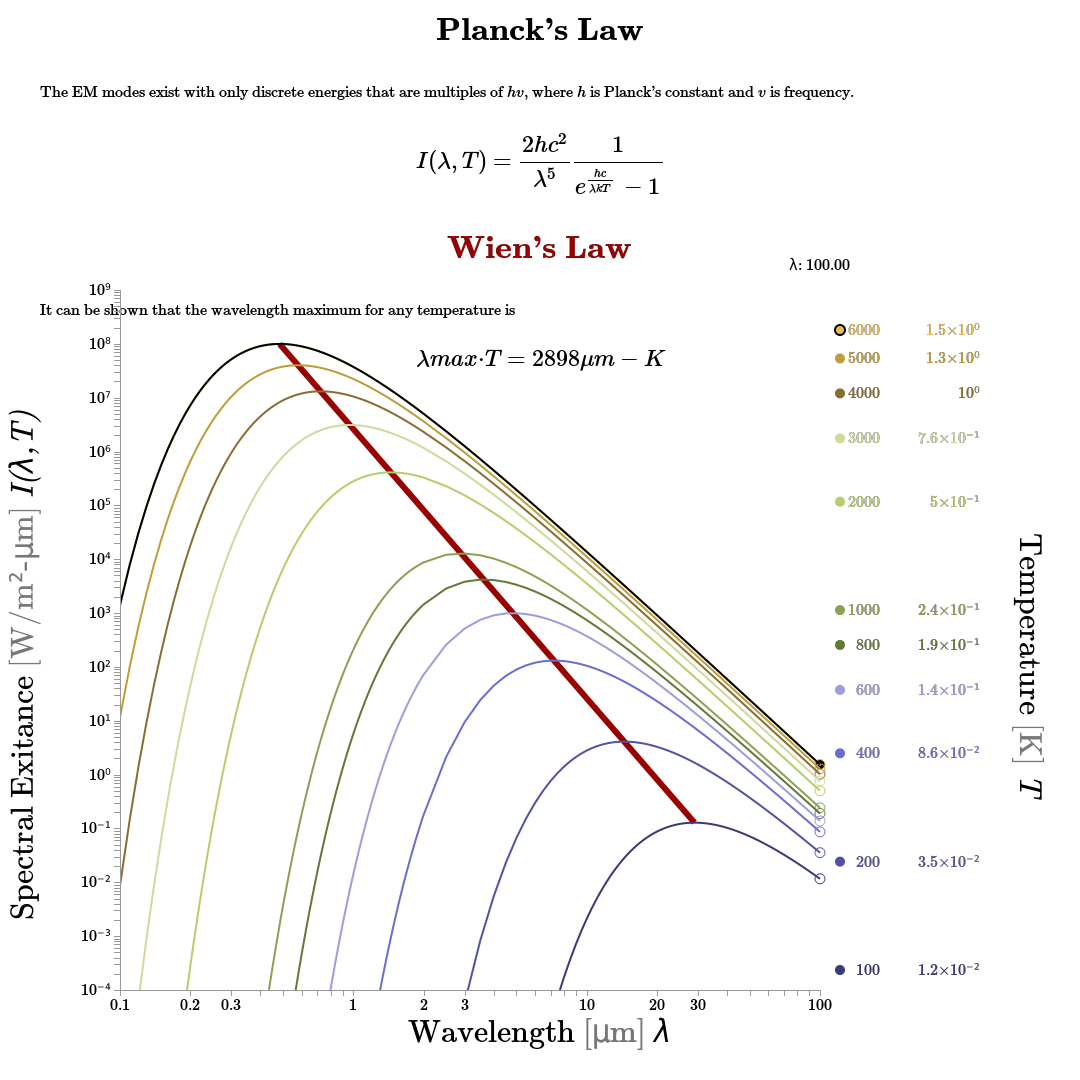 Planck's Law
The EM modes exist with only discrete energies that are multiples of hv, where h is Planck's constant and v is frequency.
I(λ, T) = 2hc² / λ⁵ 1 / e^(hc/λkT) − 1
Wien's Law
λ: 100.00
It can be shown that the wavelength maximum for any temperature is
λmax·T = 2898μm − K
Spectral Exitance [W/m²-μm] I(λ, T)
10⁹
10⁸
10⁷
10⁶
10⁵
10⁴
10³
10²
10¹
10⁰
10⁻¹
10⁻²
10⁻³
10⁻⁴
0.1 0.2 0.3 1 2 3 10 20 30 100
Wavelength [μm] λ
6000 1.5×10⁰
5000 1.3×10⁰
4000 10⁰
3000 7.6×10⁻¹
2000 5×10⁻¹
1000 2.4×10⁻¹
800 1.9×10⁻¹
600 1.4×10⁻¹
400 8.6×10⁻²
200 3.5×10⁻²
100 1.2×10⁻²
Temperature [K] T